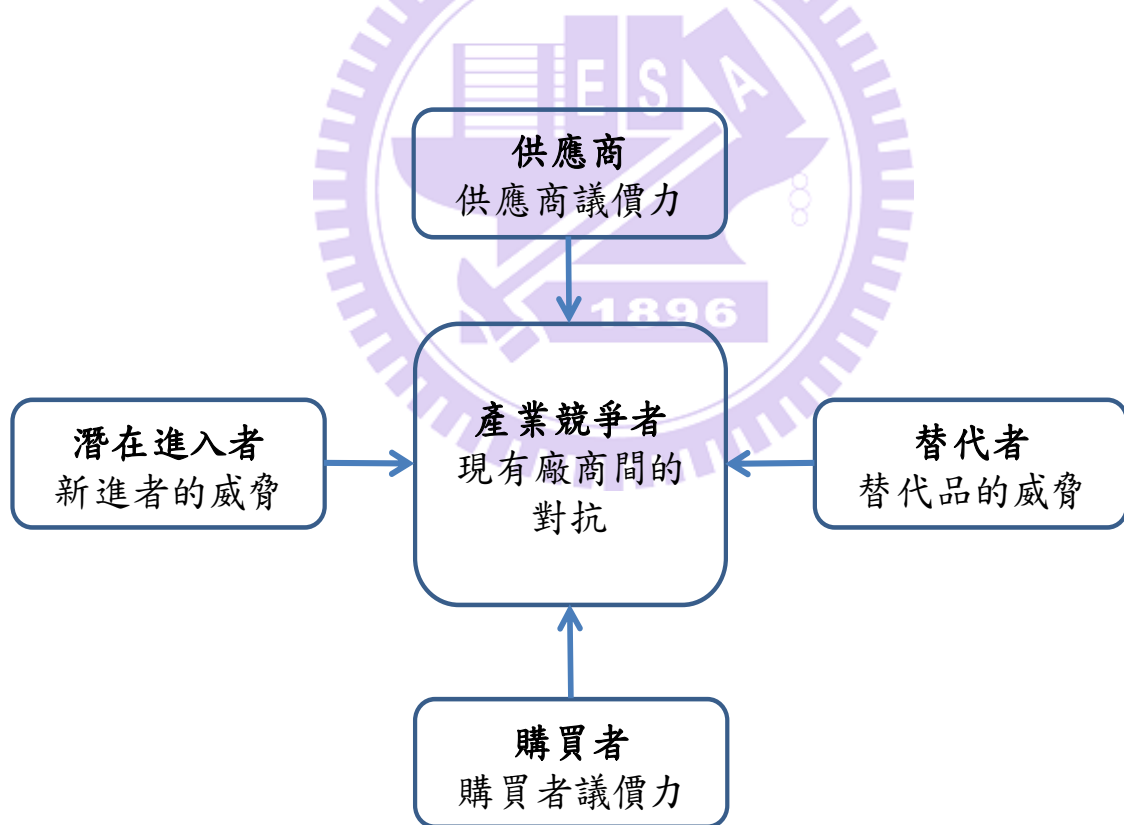 E S A
1896
供應商
供應商議價力
潛在進入者
新進者的威脅
產業競爭者
現有廠商間的
對抗
替代者
替代品的威脅
購買者
購買者議價力